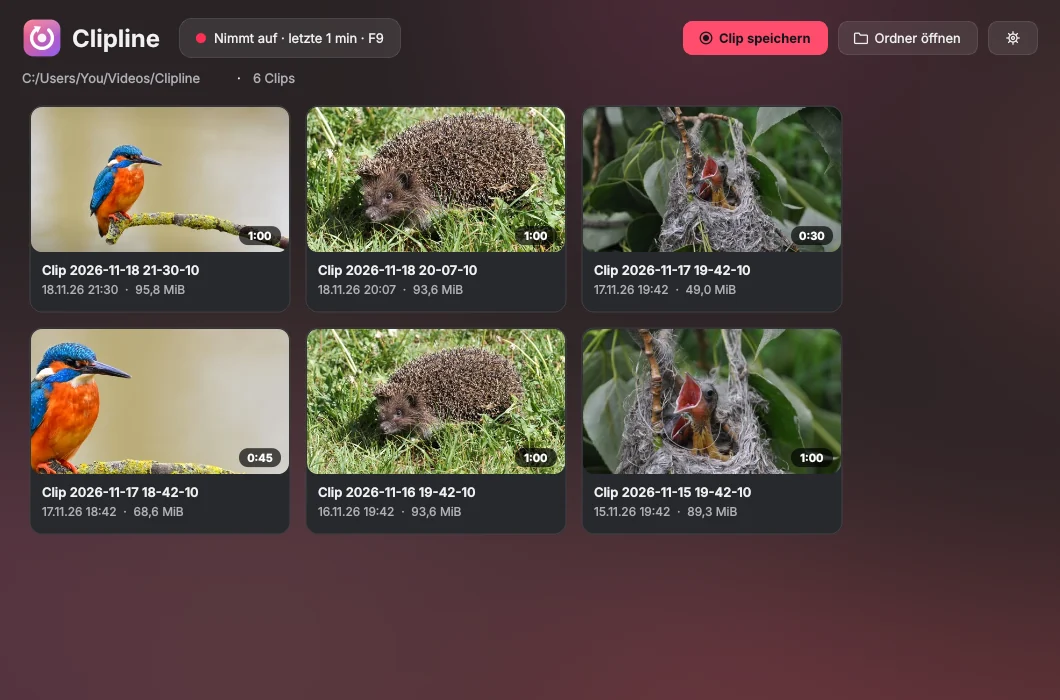 Clipline
Nimmt auf · letzte 1 min · F9
Clip speichern
Ordner öffnen
C:/Users/You/Videos/Clipline · 6 Clips
1:00
Clip 2026-11-18 21-30-10
18.11.26 21:30 · 95,8 MiB
1:00
Clip 2026-11-18 20-07-10
18.11.26 20:07 · 93,6 MiB
0:30
Clip 2026-11-17 19-42-10
17.11.26 19:42 · 49,0 MiB
0:45
Clip 2026-11-17 18-42-10
17.11.26 18:42 · 68,6 MiB
1:00
Clip 2026-11-16 19-42-10
16.11.26 19:42 · 93,6 MiB
1:00
Clip 2026-11-15 19-42-10
15.11.26 19:42 · 89,3 MiB